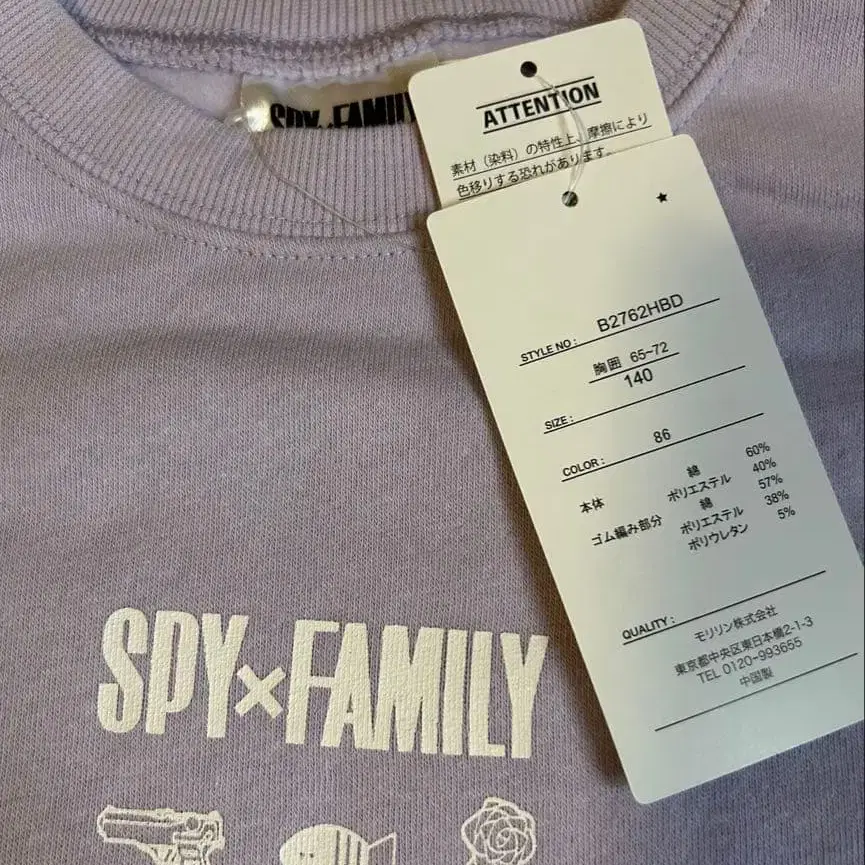 SPY×FAMILY
ATTENTION
素材（染料）の特性上、摩擦により
色移りする恐れがあります。
STYLE NO : B2762HBD
胸囲 65~72
140
SIZE :
86
COLOR :
本体 綿 60%
ポリエステル 40%
ゴム編み部分 綿 57%
ポリエステル 38%
ポリウレタン 5%
QUALITY :
モリリン株式会社
東京都中央区東日本橋2-1-3
TEL 0120-993655
中国製
SPY×FAMILY